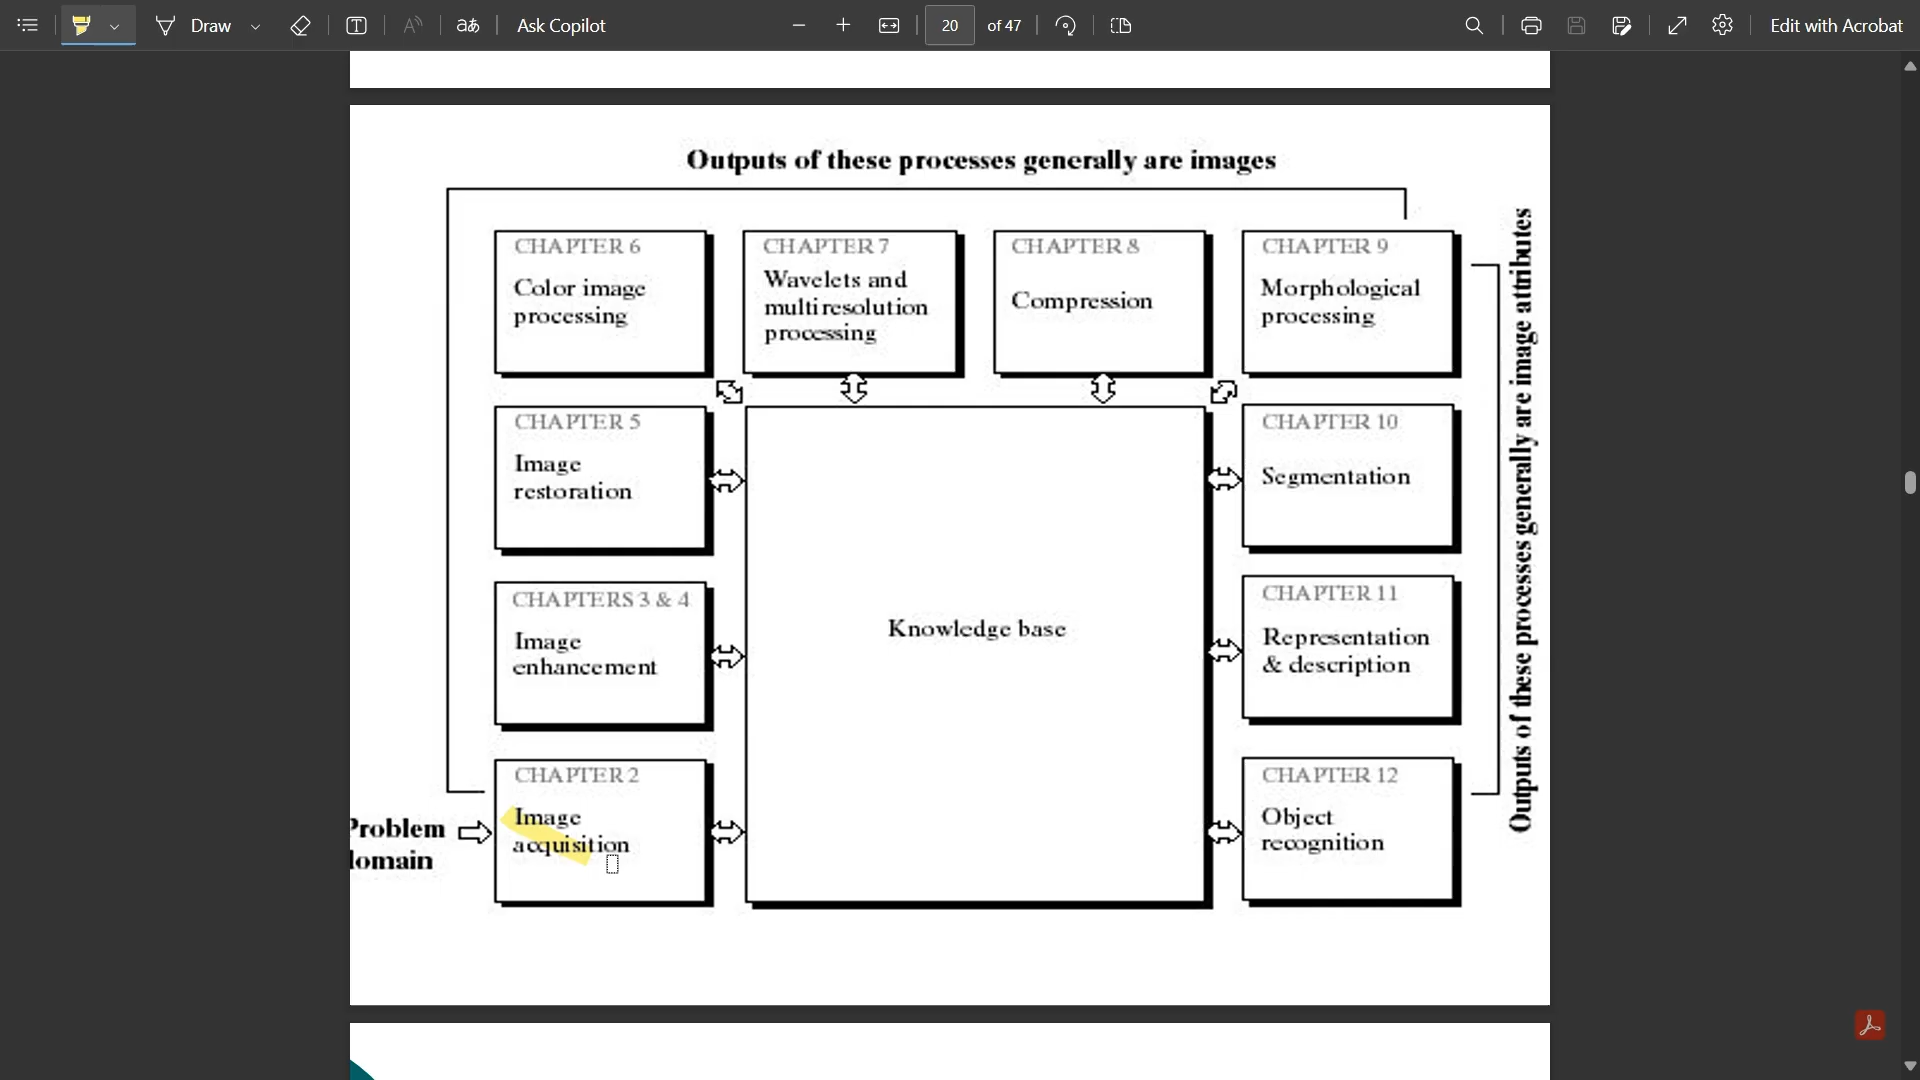 Draw
aあ
Ask Copilot
20
of 47
Edit with Acrobat
Outputs of these processes generally are images
CHAPTER 6
Color image
processing
CHAPTER 7
Wavelets and
multiresolution
processing
CHAPTER 8
Compression
CHAPTER 9
Morphological
processing
Outputs of these processes generally are image attributes
CHAPTER 5
Image
restoration
CHAPTER 10
Segmentation
CHAPTERS 3 & 4
Image
enhancement
Knowledge base
CHAPTER 11
Representation
& description
Problem
domain
CHAPTER 2
Image
acquisition
CHAPTER 12
Object
recognition